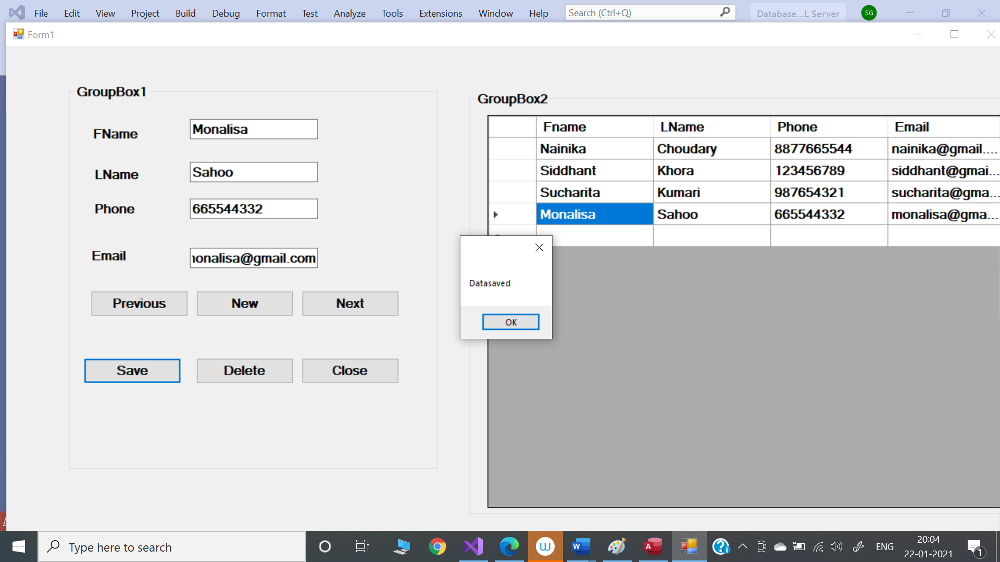 File Edit View Project Build Debug Format Test Analyze Tools Extensions Window Help Search (Ctrl+Q) Database...L Server SG
Form1
GroupBox1
FName Monalisa
LName Sahoo
Phone 665544332
Email monalisa@gmail.com
Previous New Next
Save Delete Close
GroupBox2
Fname LName Phone Email
Nainika Choudary 8877665544 nainika@gmail....
Siddhant Khora 123456789 siddhant@gmai...
Sucharita Kumari 987654321 sucharita@gma...
Monalisa Sahoo 665544332 monalisa@gma...
Datasaved
OK
Type here to search
ENG
20:04
22-01-2021
1